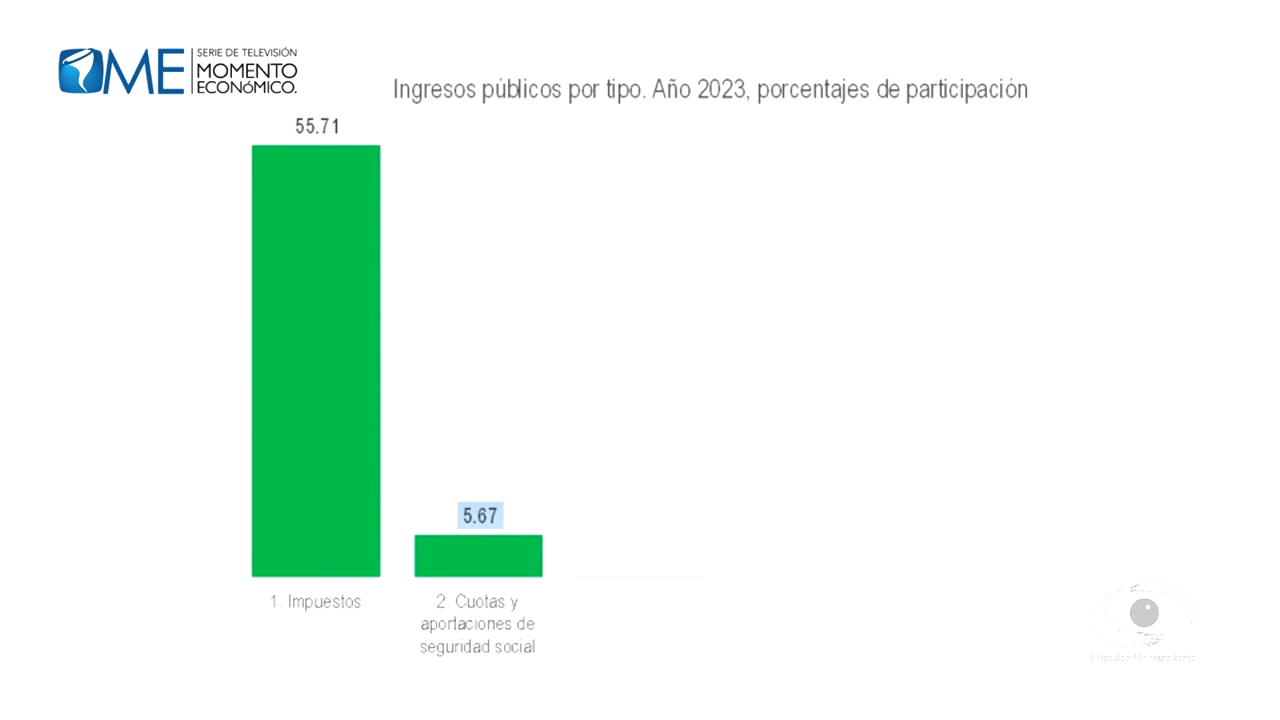 ME
SERIE DE TELEVISIÓN
MOMENTO
ECONÓMICO.
Ingresos públicos por tipo. Año 2023, porcentajes de participación
55.71
5.67
1. Impuestos
2. Cuotas y
aportaciones de
seguridad social